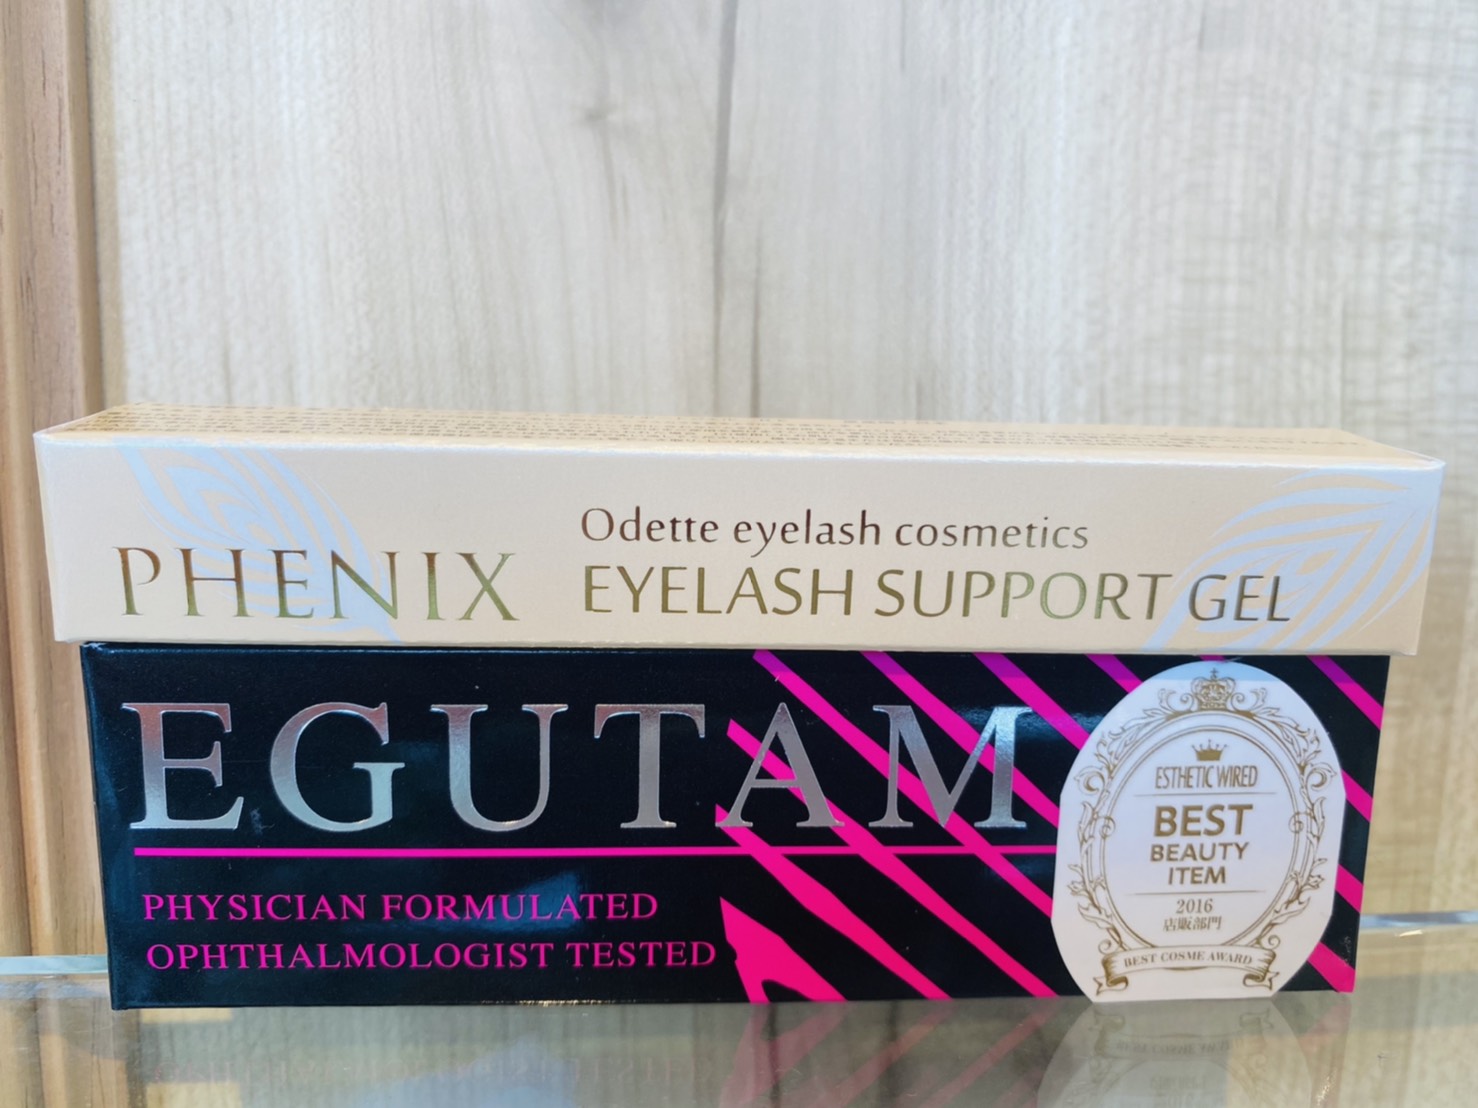 PHENIX
Odette eyelash cosmetics
EYELASH SUPPORT GEL
EGUTAM
PHYSICIAN FORMULATED
OPHTHALMOLOGIST TESTED
ESTHETIC WIRED
BEST
BEAUTY
ITEM
2016
店販部門
BEST COSME AWARD